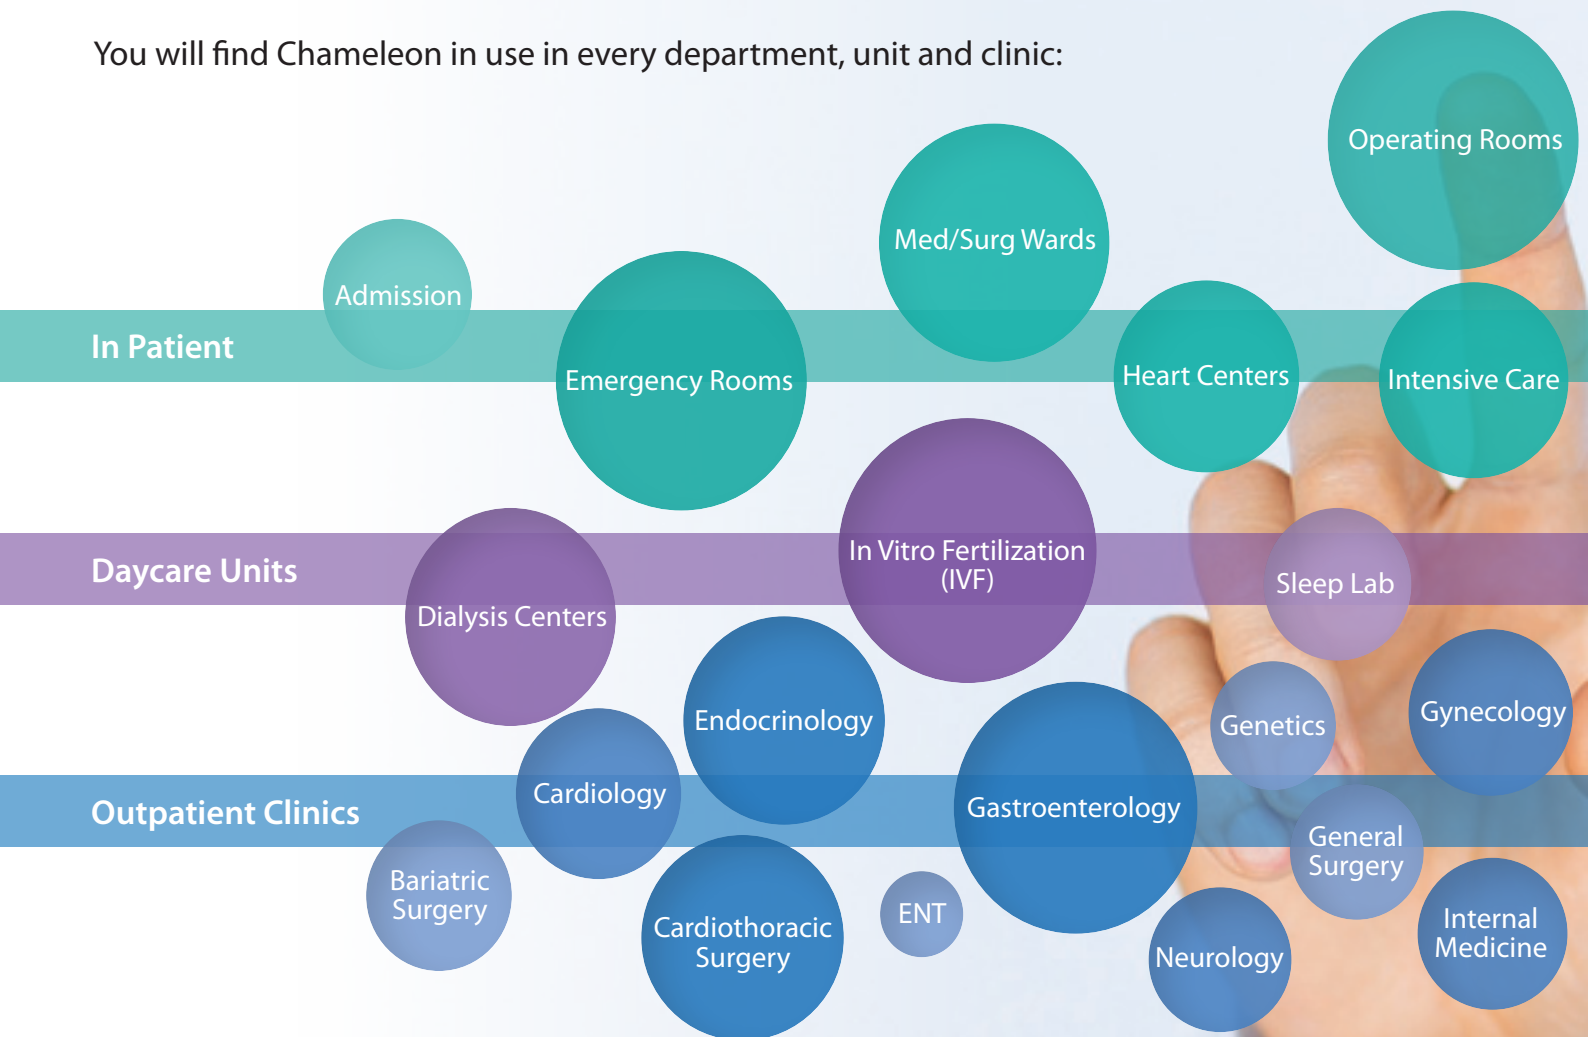 You will find Chameleon in use in every department, unit and clinic:
Operating Rooms
Med/Surg Wards
Admission
In Patient
Emergency Rooms
Heart Centers
Intensive Care
In Vitro Fertilization
(IVF)
Daycare Units
Sleep Lab
Dialysis Centers
Endocrinology
Genetics
Gynecology
Cardiology
Gastroenterology
Outpatient Clinics
General
Surgery
Bariatric
Surgery
ENT
Cardiothoracic
Surgery
Neurology
Internal
Medicine